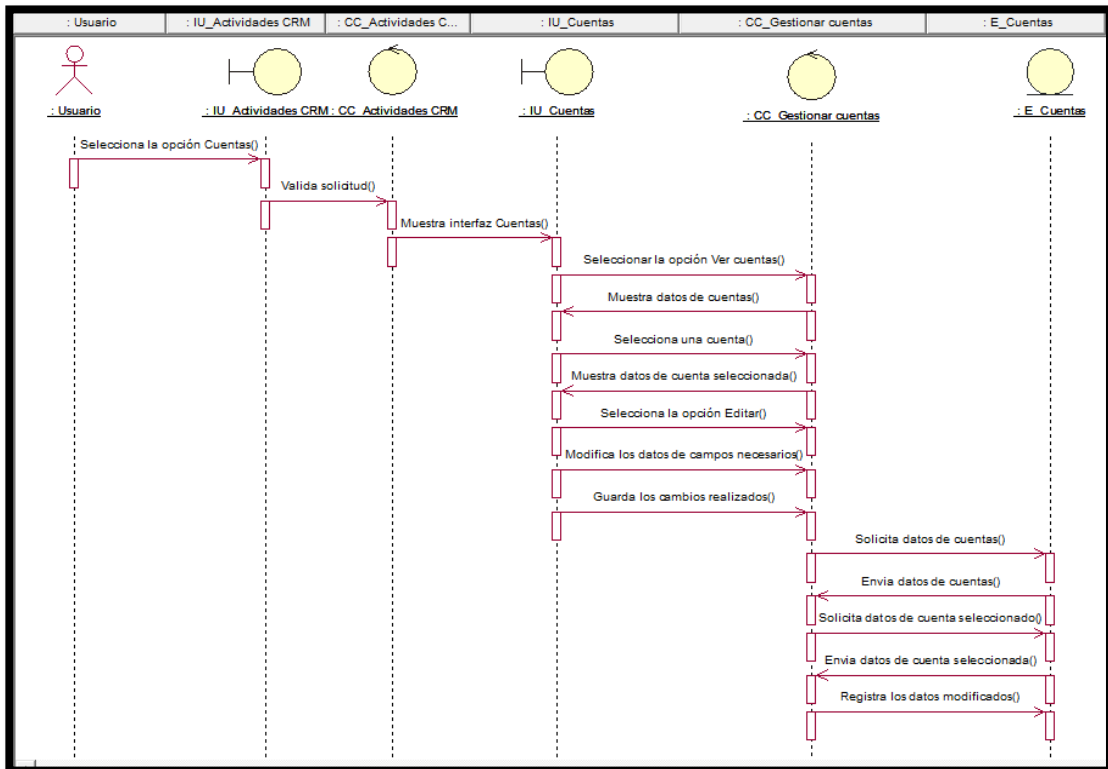 : Usuario
: IU_Actividades CRM
: CC_Actividades C...
: IU_Cuentas
: CC_Gestionar cuentas
: E_Cuentas
: Usuario
: IU_Actividades CRM
: CC_Actividades CRM
: IU_Cuentas
: CC_Gestionar cuentas
: E_Cuentas
Selecciona la opción Cuentas()
Valida solicitud()
Muestra interfaz Cuentas()
Seleccionar la opción Ver cuentas()
Muestra datos de cuentas()
Selecciona una cuenta()
Muestra datos de cuenta seleccionada()
Selecciona la opción Editar()
Modifica los datos de campos necesarios()
Guarda los cambios realizados()
Solicita datos de cuentas()
Envia datos de cuentas()
Solicita datos de cuenta seleccionado()
Envia datos de cuenta seleccionada()
Registra los datos modificados()